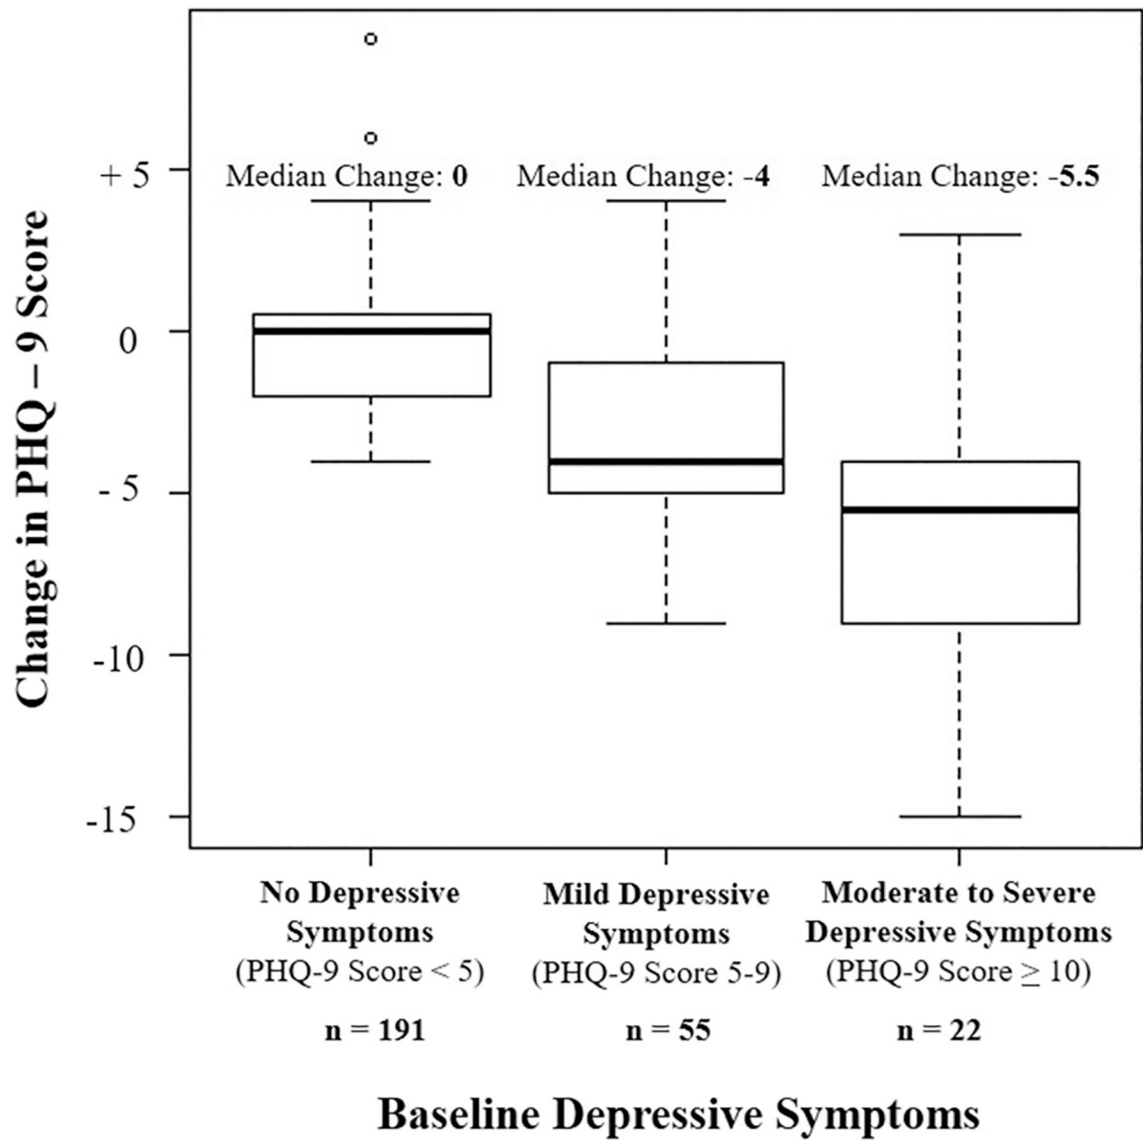 + 5
Median Change: 0
Median Change: -4
Median Change: -5.5
0
- 5
-10
-15
Change in PHQ – 9 Score
No Depressive
Symptoms
(PHQ-9 Score < 5)
n = 191
Mild Depressive
Symptoms
(PHQ-9 Score 5-9)
n = 55
Moderate to Severe
Depressive Symptoms
(PHQ-9 Score ≥ 10)
n = 22
Baseline Depressive Symptoms